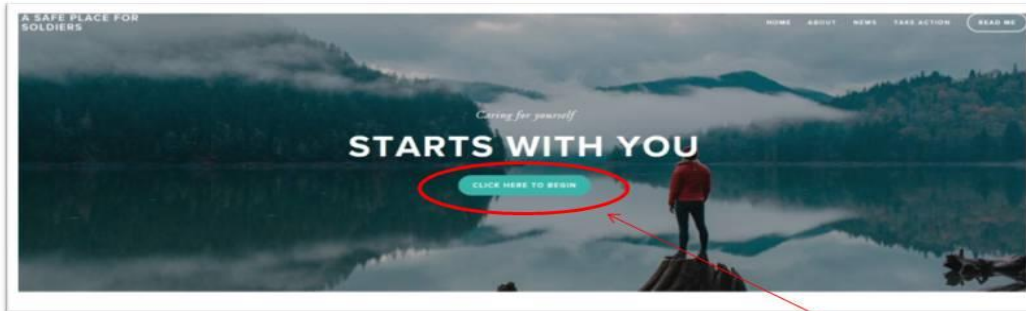 A SAFE PLACE FOR
SOLDIERS
HOME ABOUT NEWS TAKE ACTION READ ME
Caring for yourself
STARTS WITH YOU
CLICK HERE TO BEGIN